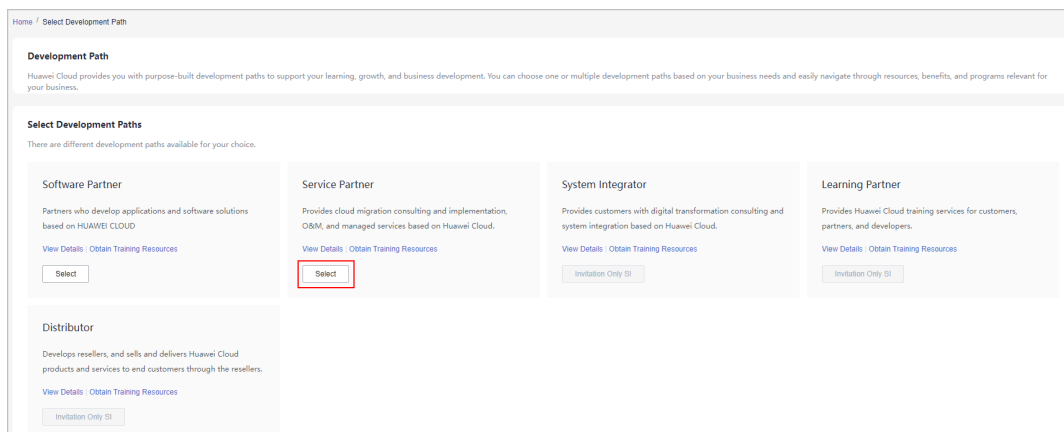 Home / Select Development Path
Development Path
Huawei Cloud provides you with purpose-built development paths to support your learning, growth, and business development. You can choose one or multiple development paths based on your business needs and easily navigate through resources, benefits, and programs relevant for
your business.
Select Development Paths
There are different development paths available for your choice.
Software Partner
Partners who develop applications and software solutions
based on HUAWEI CLOUD
View Details | Obtain Training Resources
Select
Service Partner
Provides cloud migration consulting and implementation,
O&M, and managed services based on Huawei Cloud.
View Details | Obtain Training Resources
Select
System Integrator
Provides customers with digital transformation consulting and
system integration based on Huawei Cloud.
View Details | Obtain Training Resources
Invitation Only SI
Learning Partner
Provides Huawei Cloud training services for customers,
partners, and developers.
View Details | Obtain Training Resources
Invitation Only SI
Distributor
Develops resellers, and sells and delivers Huawei Cloud
products and services to end customers through the resellers.
View Details | Obtain Training Resources
Invitation Only SI